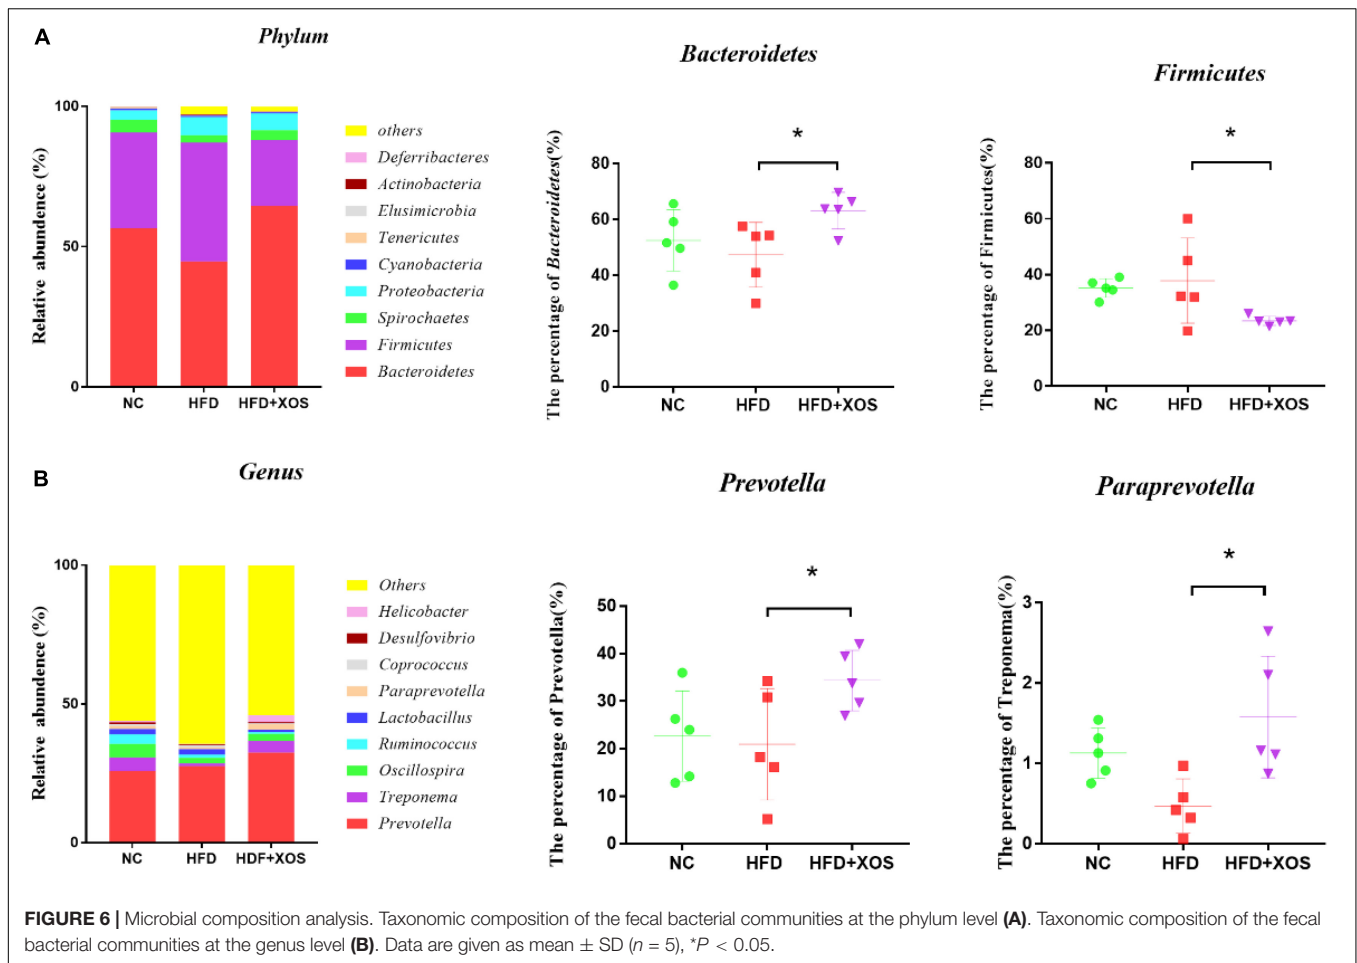 A
Phylum
Relative abundance (%)
100
50
0
NC HFD HFD+XOS
others
Deferribacteres
Actinobacteria
Elusimicrobia
Tenericutes
Cyanobacteria
Proteobacteria
Spirochaetes
Firmicutes
Bacteroidetes
Bacteroidetes
The percentage of Bacteroidetes(%)
80
60
40
20
0
*
NC HFD HFD+XOS
Firmicutes
The percentage of Firmicutes(%)
80
60
40
20
0
*
NC HFD HFD+XOS
B
Genus
Relative abundance (%)
100
50
0
NC HFD HDF+XOS
Others
Helicobacter
Desulfovibrio
Coprococcus
Paraprevotella
Lactobacillus
Ruminococcus
Oscillospira
Treponema
Prevotella
Prevotella
The percentage of Prevotella(%)
50
40
30
20
10
0
*
NC HFD HFD+XOS
Paraprevotella
The percentage of Treponema(%)
3
2
1
0
*
NC HFD HFD+XOS
FIGURE 6 | Microbial composition analysis. Taxonomic composition of the fecal bacterial communities at the phylum level (A). Taxonomic composition of the fecal
bacterial communities at the genus level (B). Data are given as mean ± SD (n = 5), *P < 0.05.